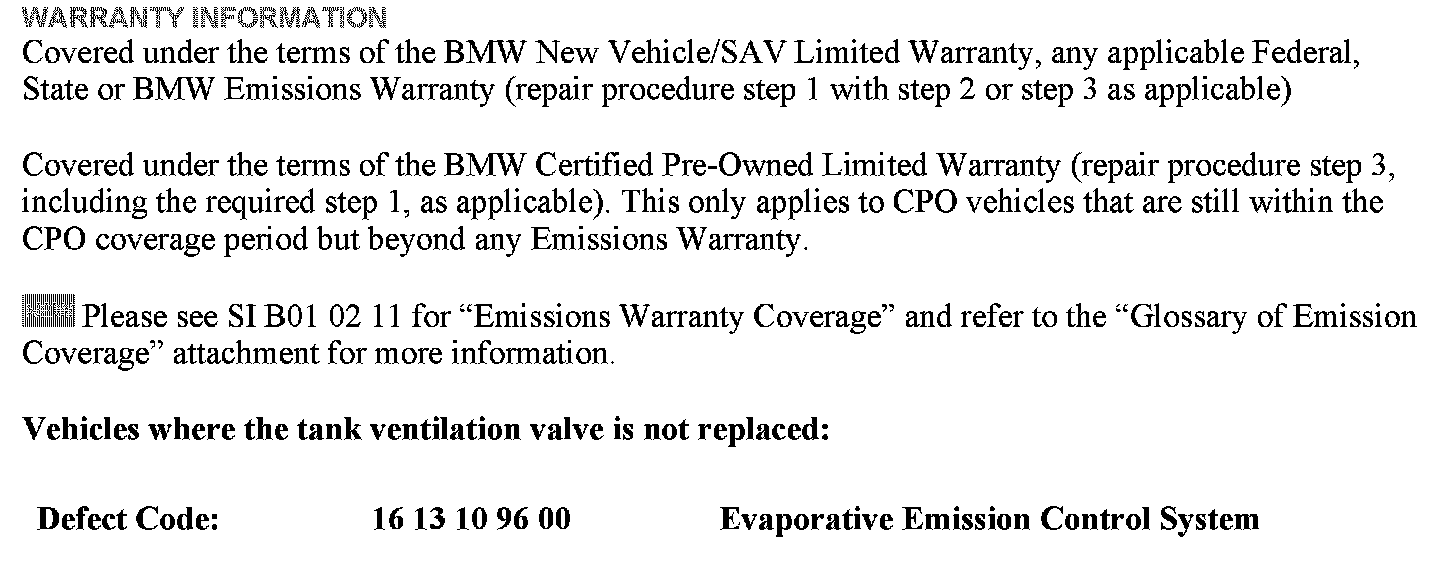 WARRANTY INFORMATION
Covered under the terms of the BMW New Vehicle/SAV Limited Warranty, any applicable Federal,
State or BMW Emissions Warranty (repair procedure step 1 with step 2 or step 3 as applicable)
Covered under the terms of the BMW Certified Pre-Owned Limited Warranty (repair procedure step 3,
including the required step 1, as applicable). This only applies to CPO vehicles that are still within the
CPO coverage period but beyond any Emissions Warranty.
Please see SI B01 02 11 for “Emissions Warranty Coverage” and refer to the “Glossary of Emission
Coverage” attachment for more information.
Vehicles where the tank ventilation valve is not replaced:
Defect Code: 16 13 10 96 00 Evaporative Emission Control System